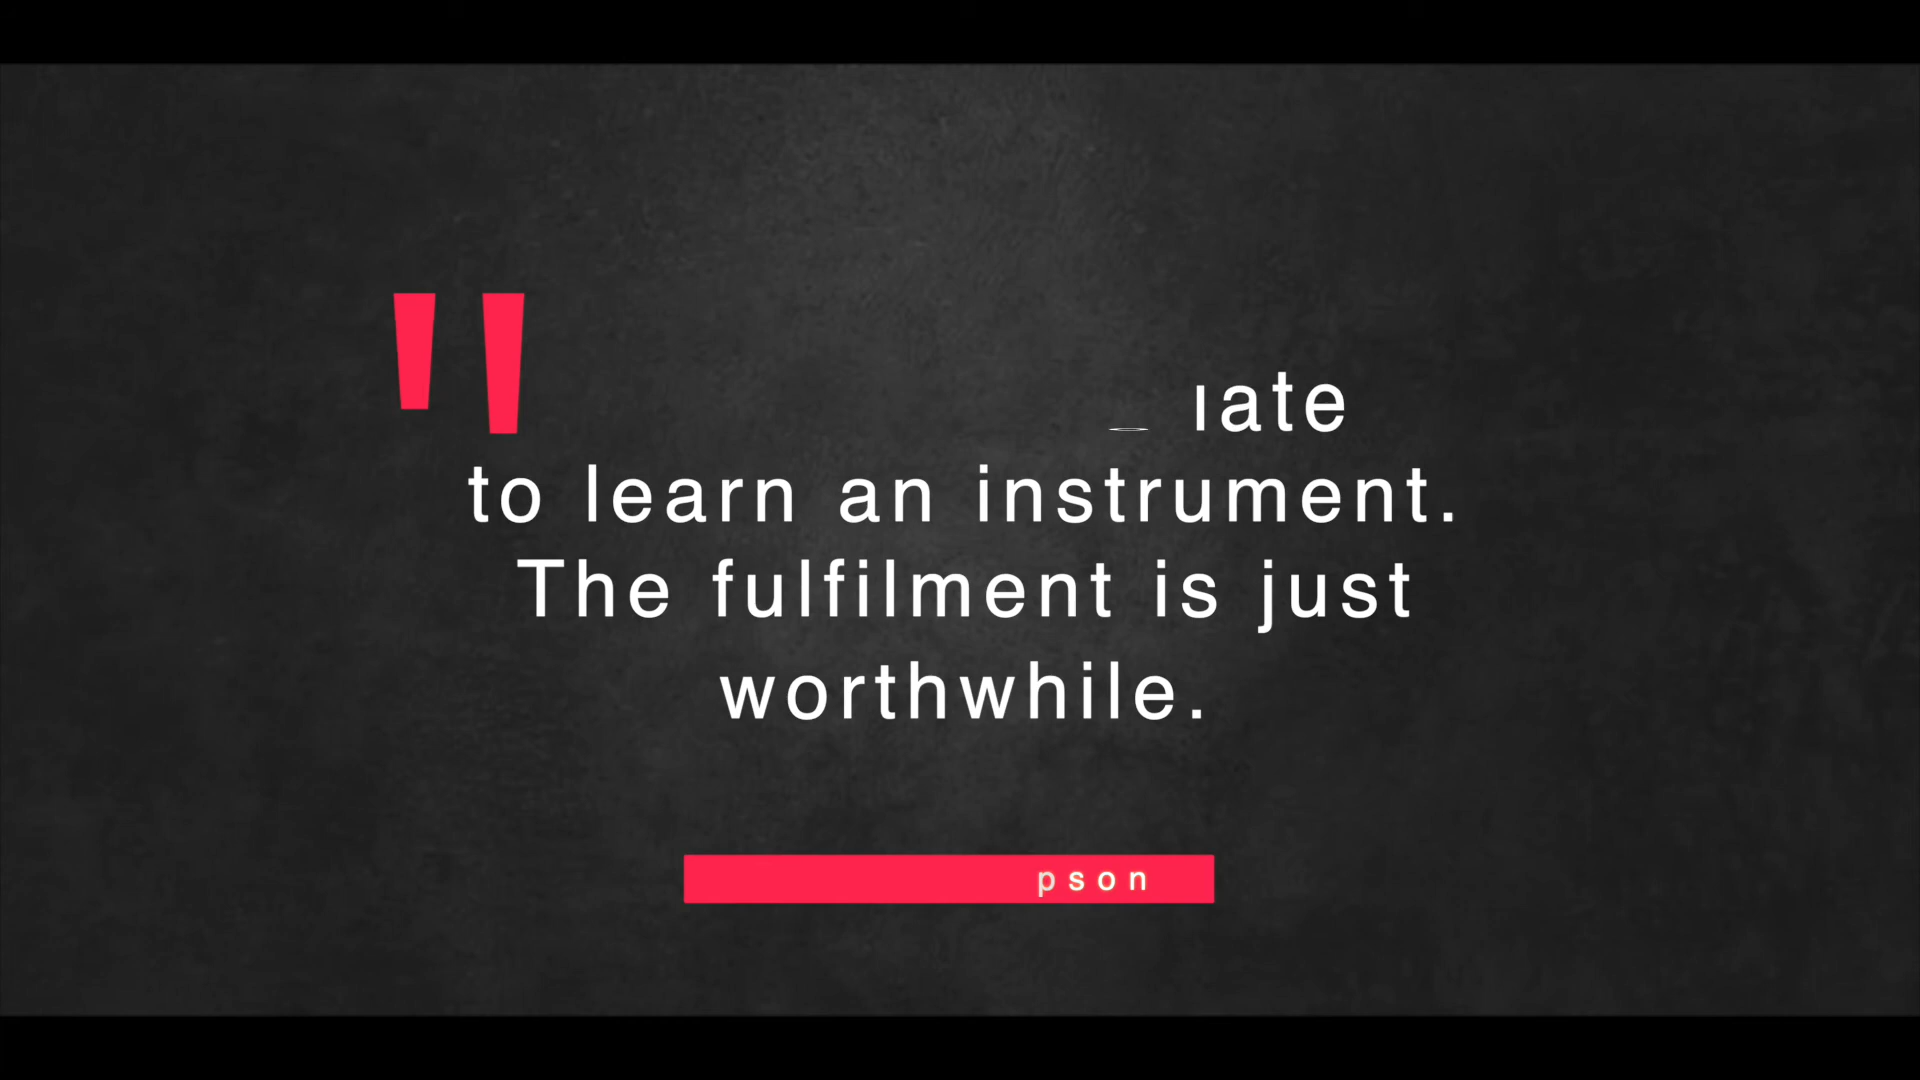 "
late
to learn an instrument.
The fulfilment is just
worthwhile.
pson